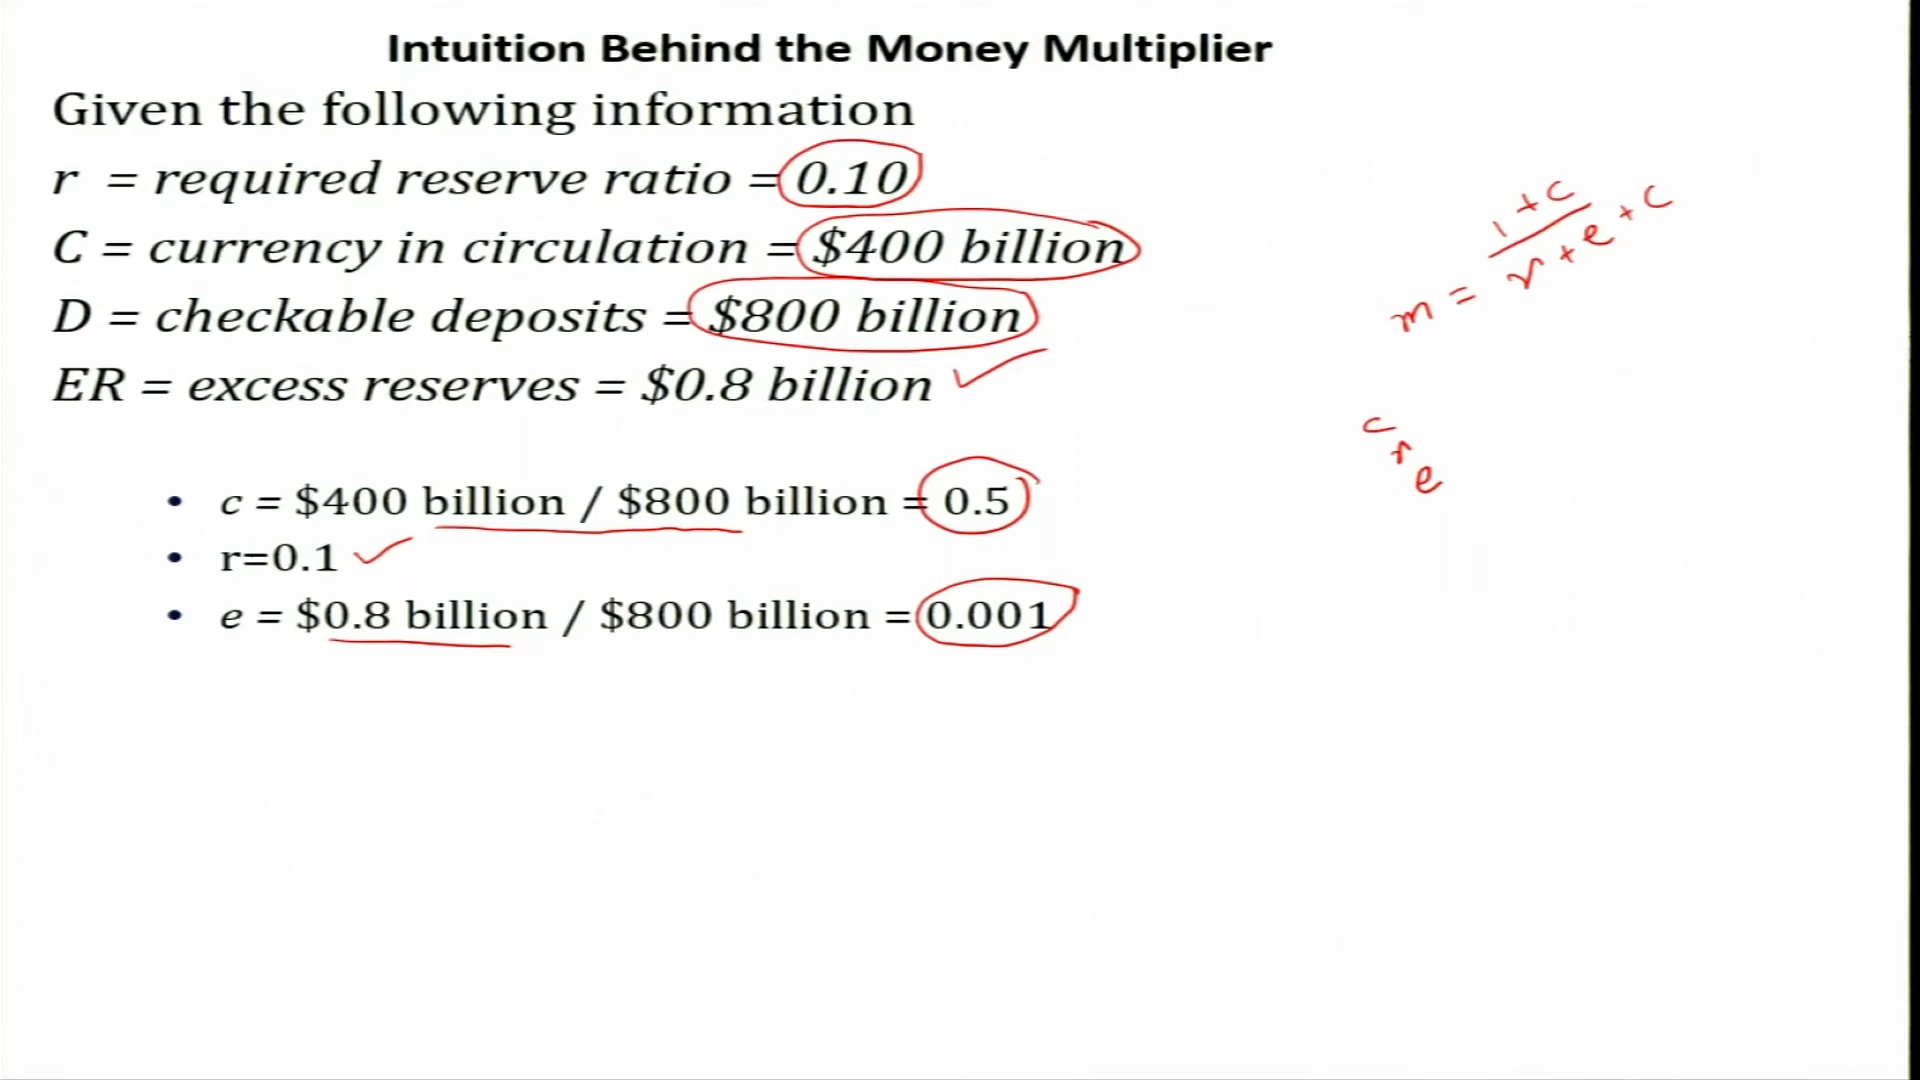 Intuition Behind the Money Multiplier
Given the following information
r = required reserve ratio = 0.10
C = currency in circulation = $400 billion
D = checkable deposits = $800 billion
ER = excess reserves = $0.8 billion
m = 1 + c / r + e + c
c
r
e
• c = $400 billion / $800 billion = 0.5
• r=0.1
• e = $0.8 billion / $800 billion = 0.001